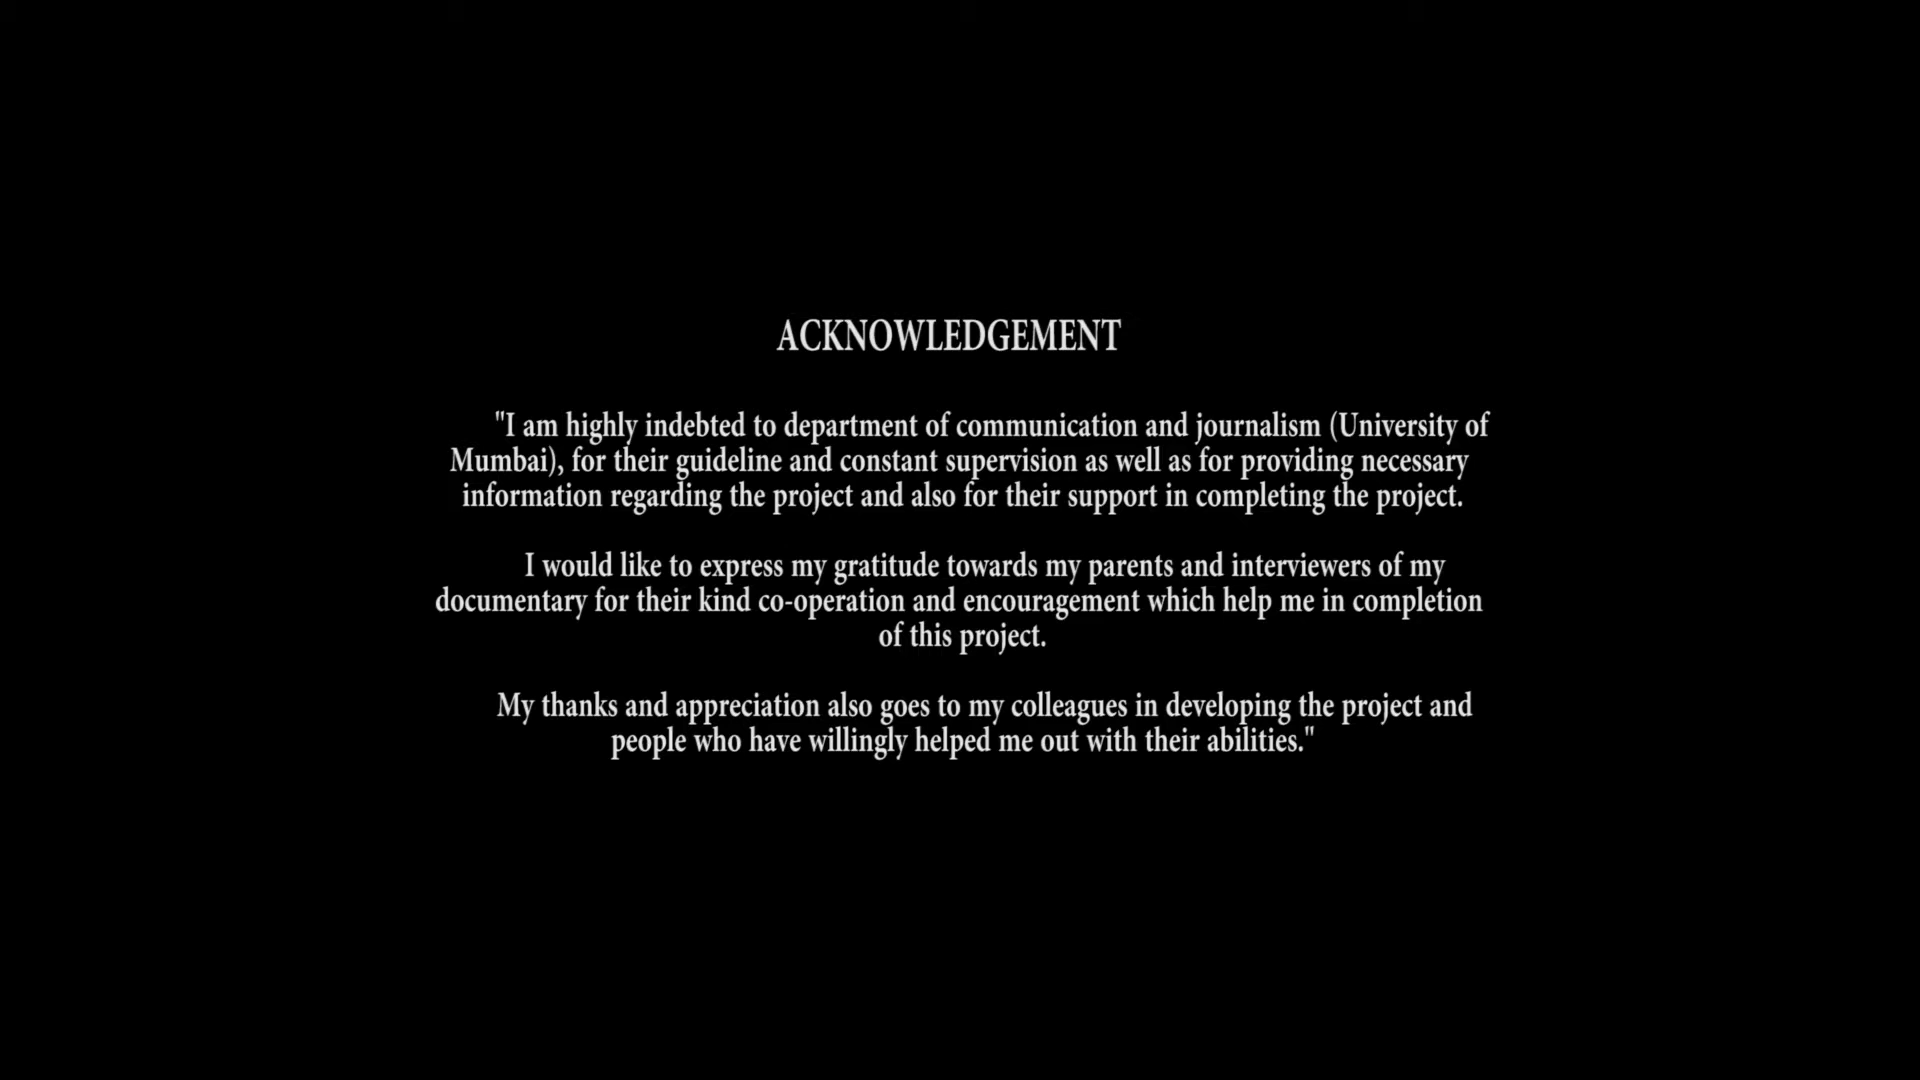 ACKNOWLEDGEMENT
"I am highly indebted to department of communication and journalism (University of
Mumbai), for their guideline and constant supervision as well as for providing necessary
information regarding the project and also for their support in completing the project.
I would like to express my gratitude towards my parents and interviewers of my
documentary for their kind co-operation and encouragement which help me in completion
of this project.
My thanks and appreciation also goes to my colleagues in developing the project and
people who have willingly helped me out with their abilities."